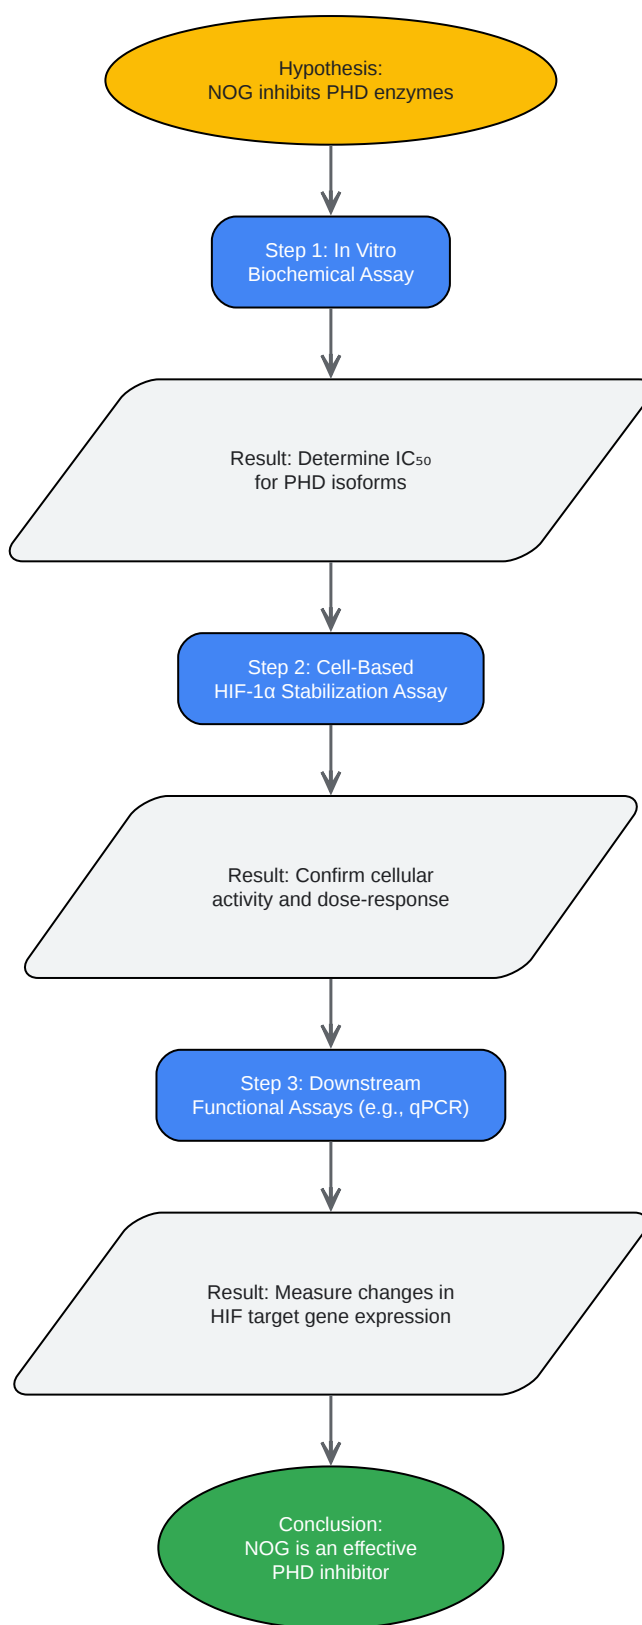 Hypothesis:
NOG inhibits PHD enzymes
Step 1: In Vitro
Biochemical Assay
Result: Determine IC₅₀
for PHD isoforms
Step 2: Cell-Based
HIF-1α Stabilization Assay
Result: Confirm cellular
activity and dose-response
Step 3: Downstream
Functional Assays (e.g., qPCR)
Result: Measure changes in
HIF target gene expression
Conclusion:
NOG is an effective
PHD inhibitor